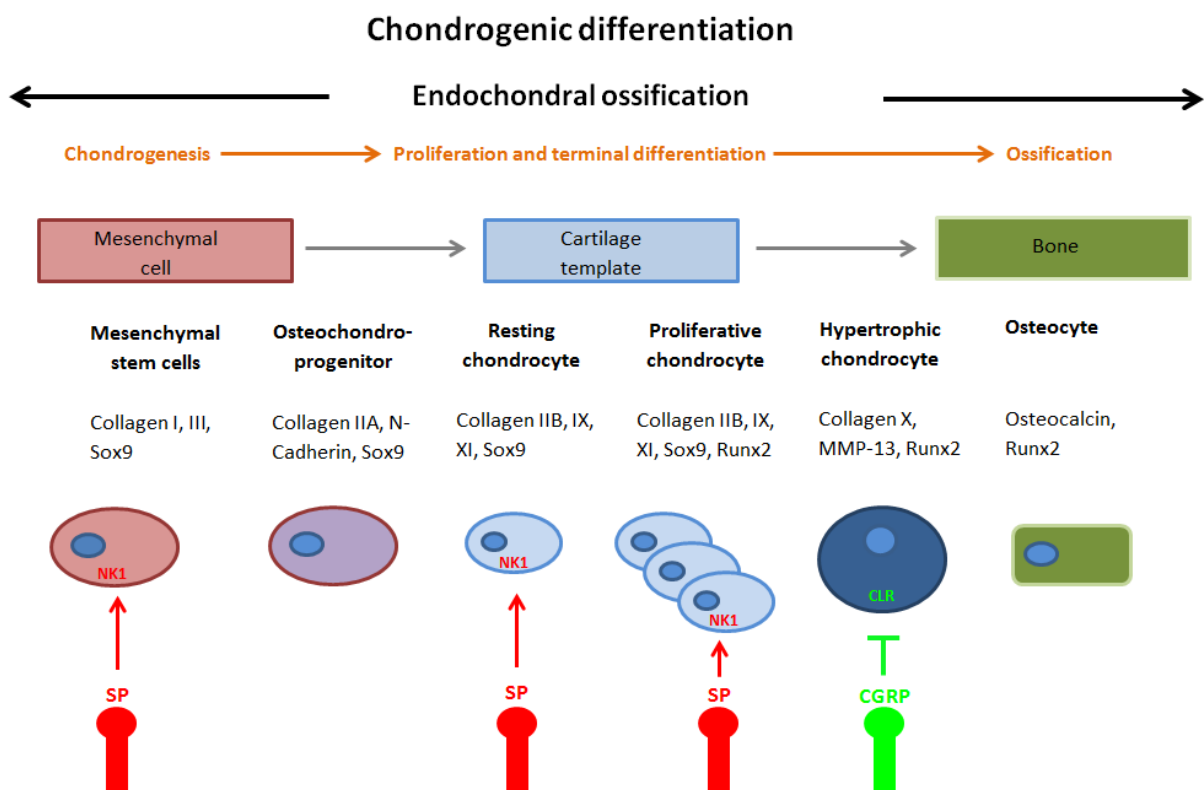 Chondrogenic differentiation
Endochondral ossification
Chondrogenesis
Proliferation and terminal differentiation
Ossification
Mesenchymal
cell
Cartilage
template
Bone
Mesenchymal
stem cells
Osteochondro-
progenitor
Resting
chondrocyte
Proliferative
chondrocyte
Hypertrophic
chondrocyte
Osteocyte
Collagen I, III,
Sox9
Collagen IIA, N-
Cadherin, Sox9
Collagen IIB, IX,
XI, Sox9
Collagen IIB, IX,
XI, Sox9, Runx2
Collagen X,
MMP-13, Runx2
Osteocalcin,
Runx2
NK1
NK1
NK1
CLR
SP
SP
SP
CGRP